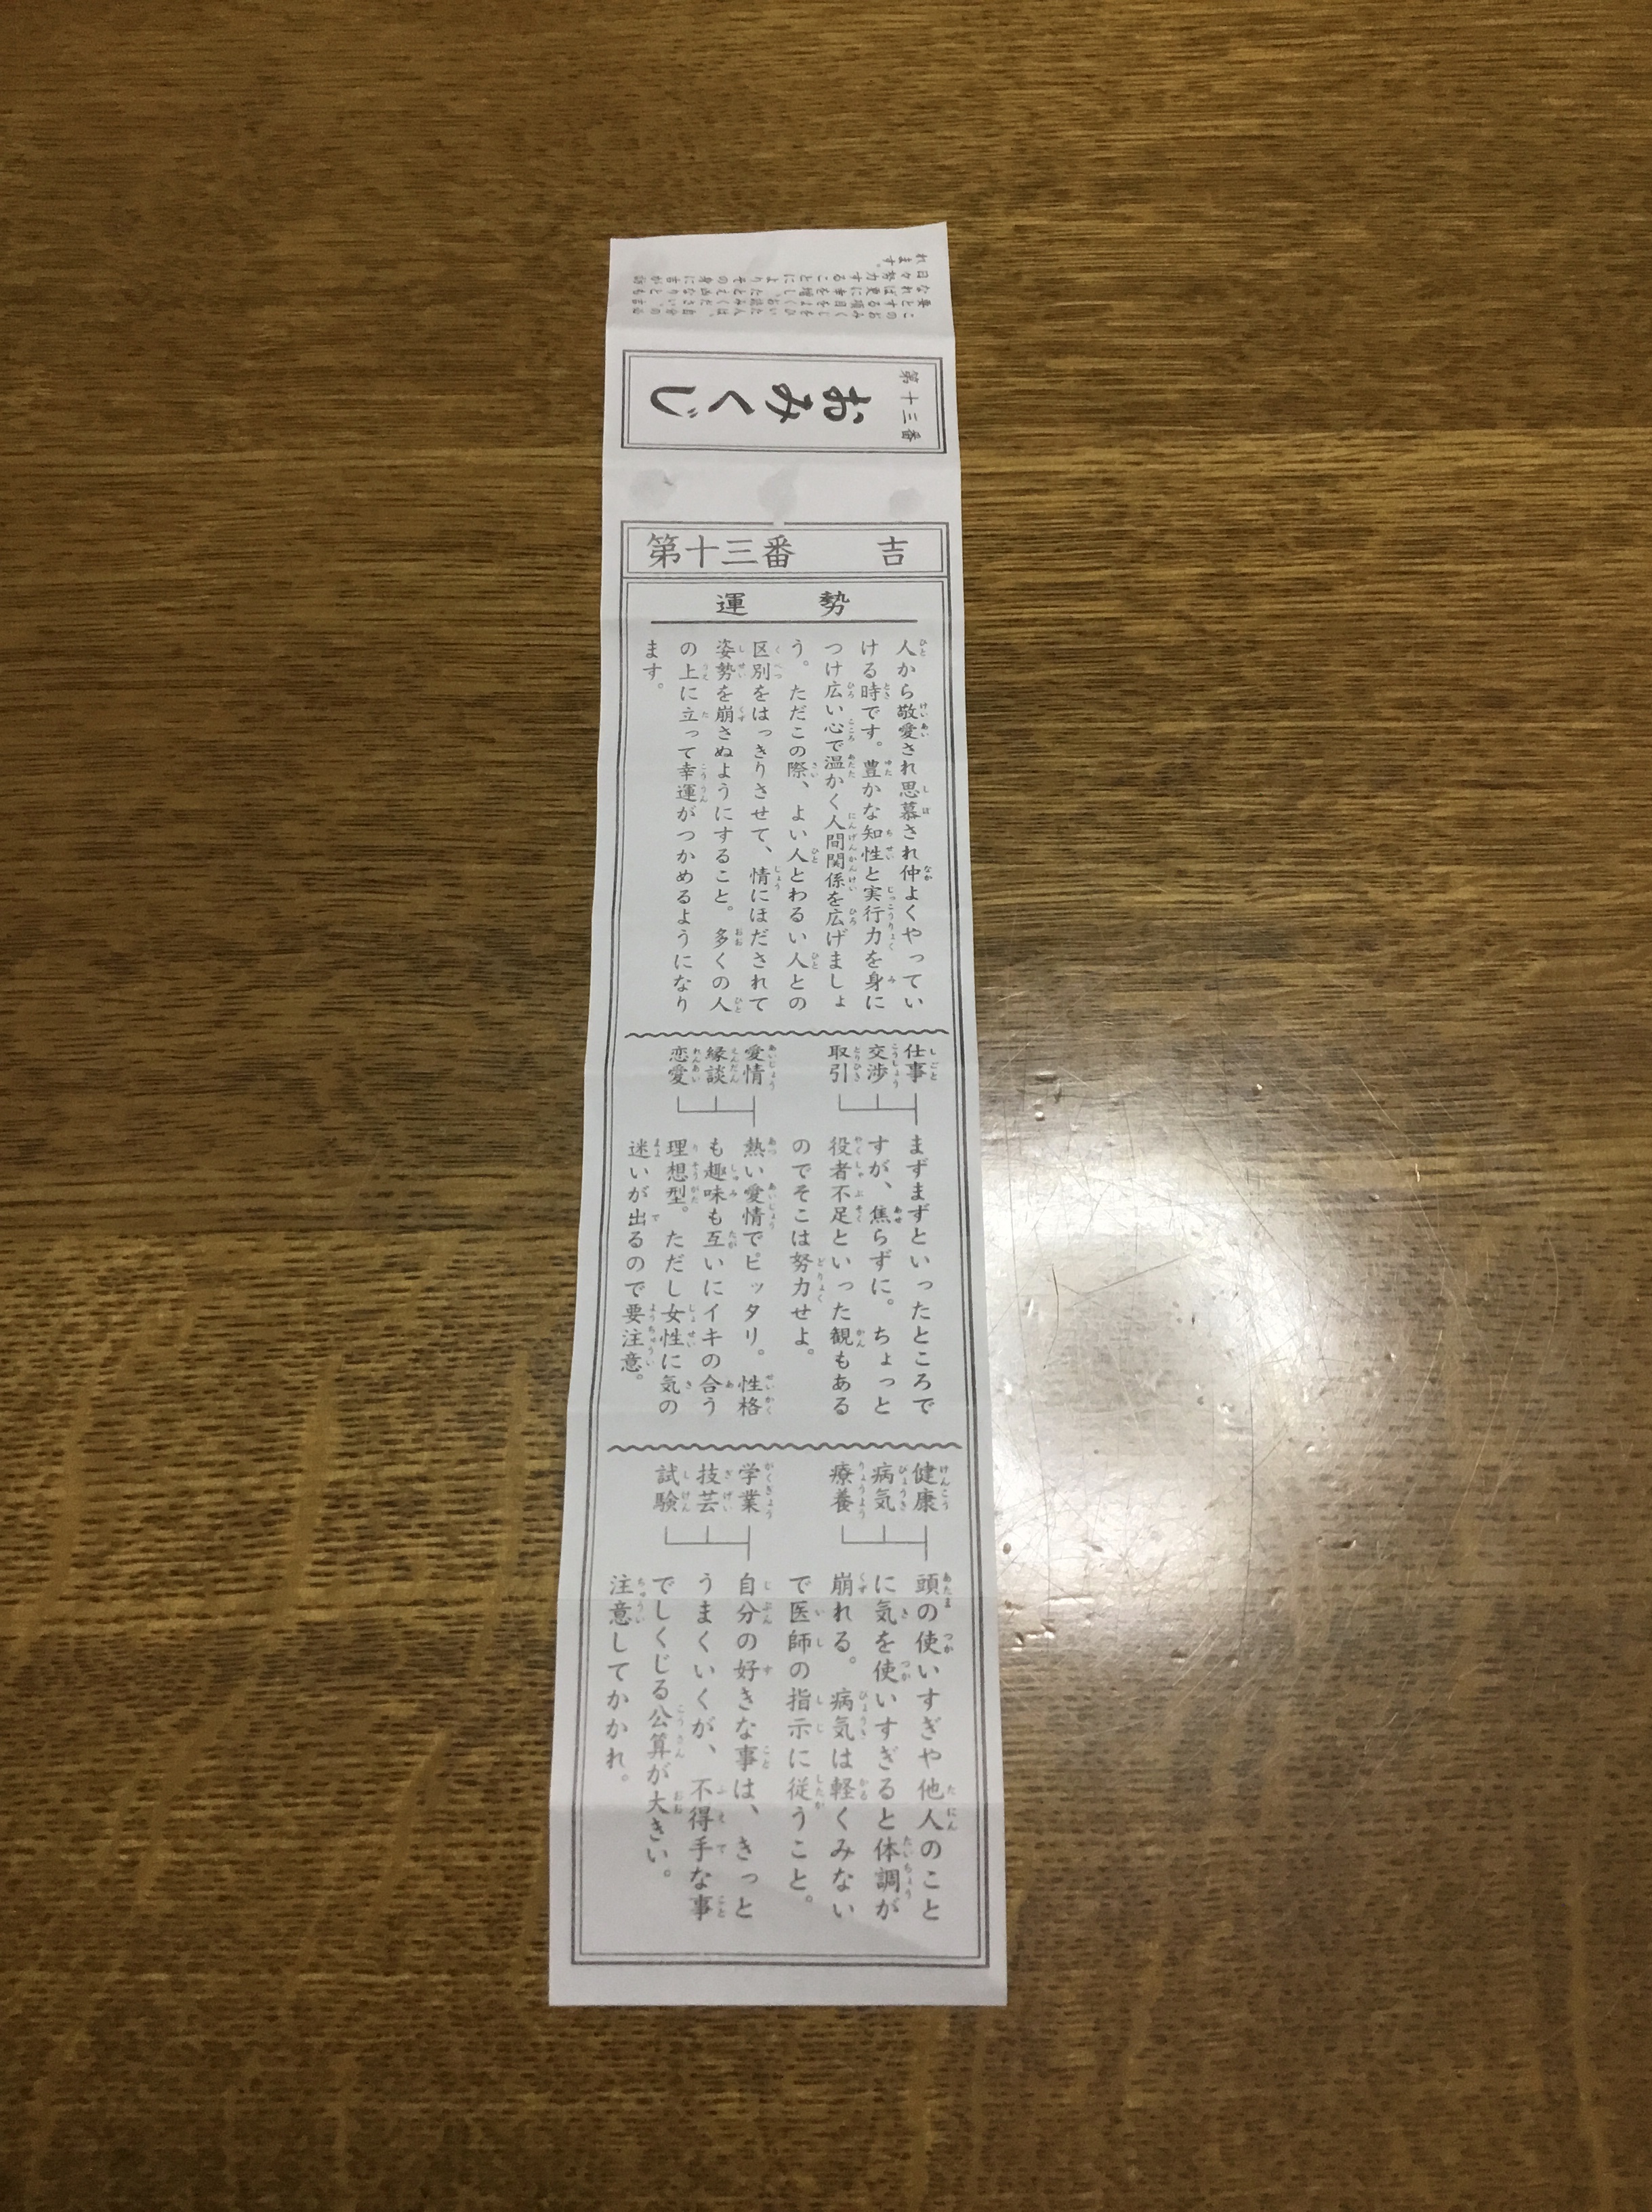 第十三番
おみくじ
第十三番 吉
運勢
人から敬愛され思慕され仲よくやってい
ける時です。豊かな知性と実行力を身に
つけ広い心で温かく人間関係を広げましょ
う。ただこの際、よい人とわるい人との
区別をはっきりさせて、情にほだされて
姿勢を崩さぬようにすること。多くの人
の上に立って幸運がつかめるようになり
ます。
仕事
交渉
取引
まずまずといったところで
すが、焦らずに。ちょっと
役者不足といった観もある
のでそこは努力せよ。
愛情
縁談
恋愛
熱い愛情でピッタリ。性格
も趣味も互いにイキの合う
理想型。ただし女性に気の
迷いが出るので要注意。
健康
病気
療養
頭の使いすぎや他人のこと
に気を使いすぎると体調が
崩れる。病気は軽くみない
で医師の指示に従うこと。
学業
技芸
試験
自分の好きな事は、きっと
うまくいくが、不得手な事
でしくじる公算が大きい。
注意してかかれ。